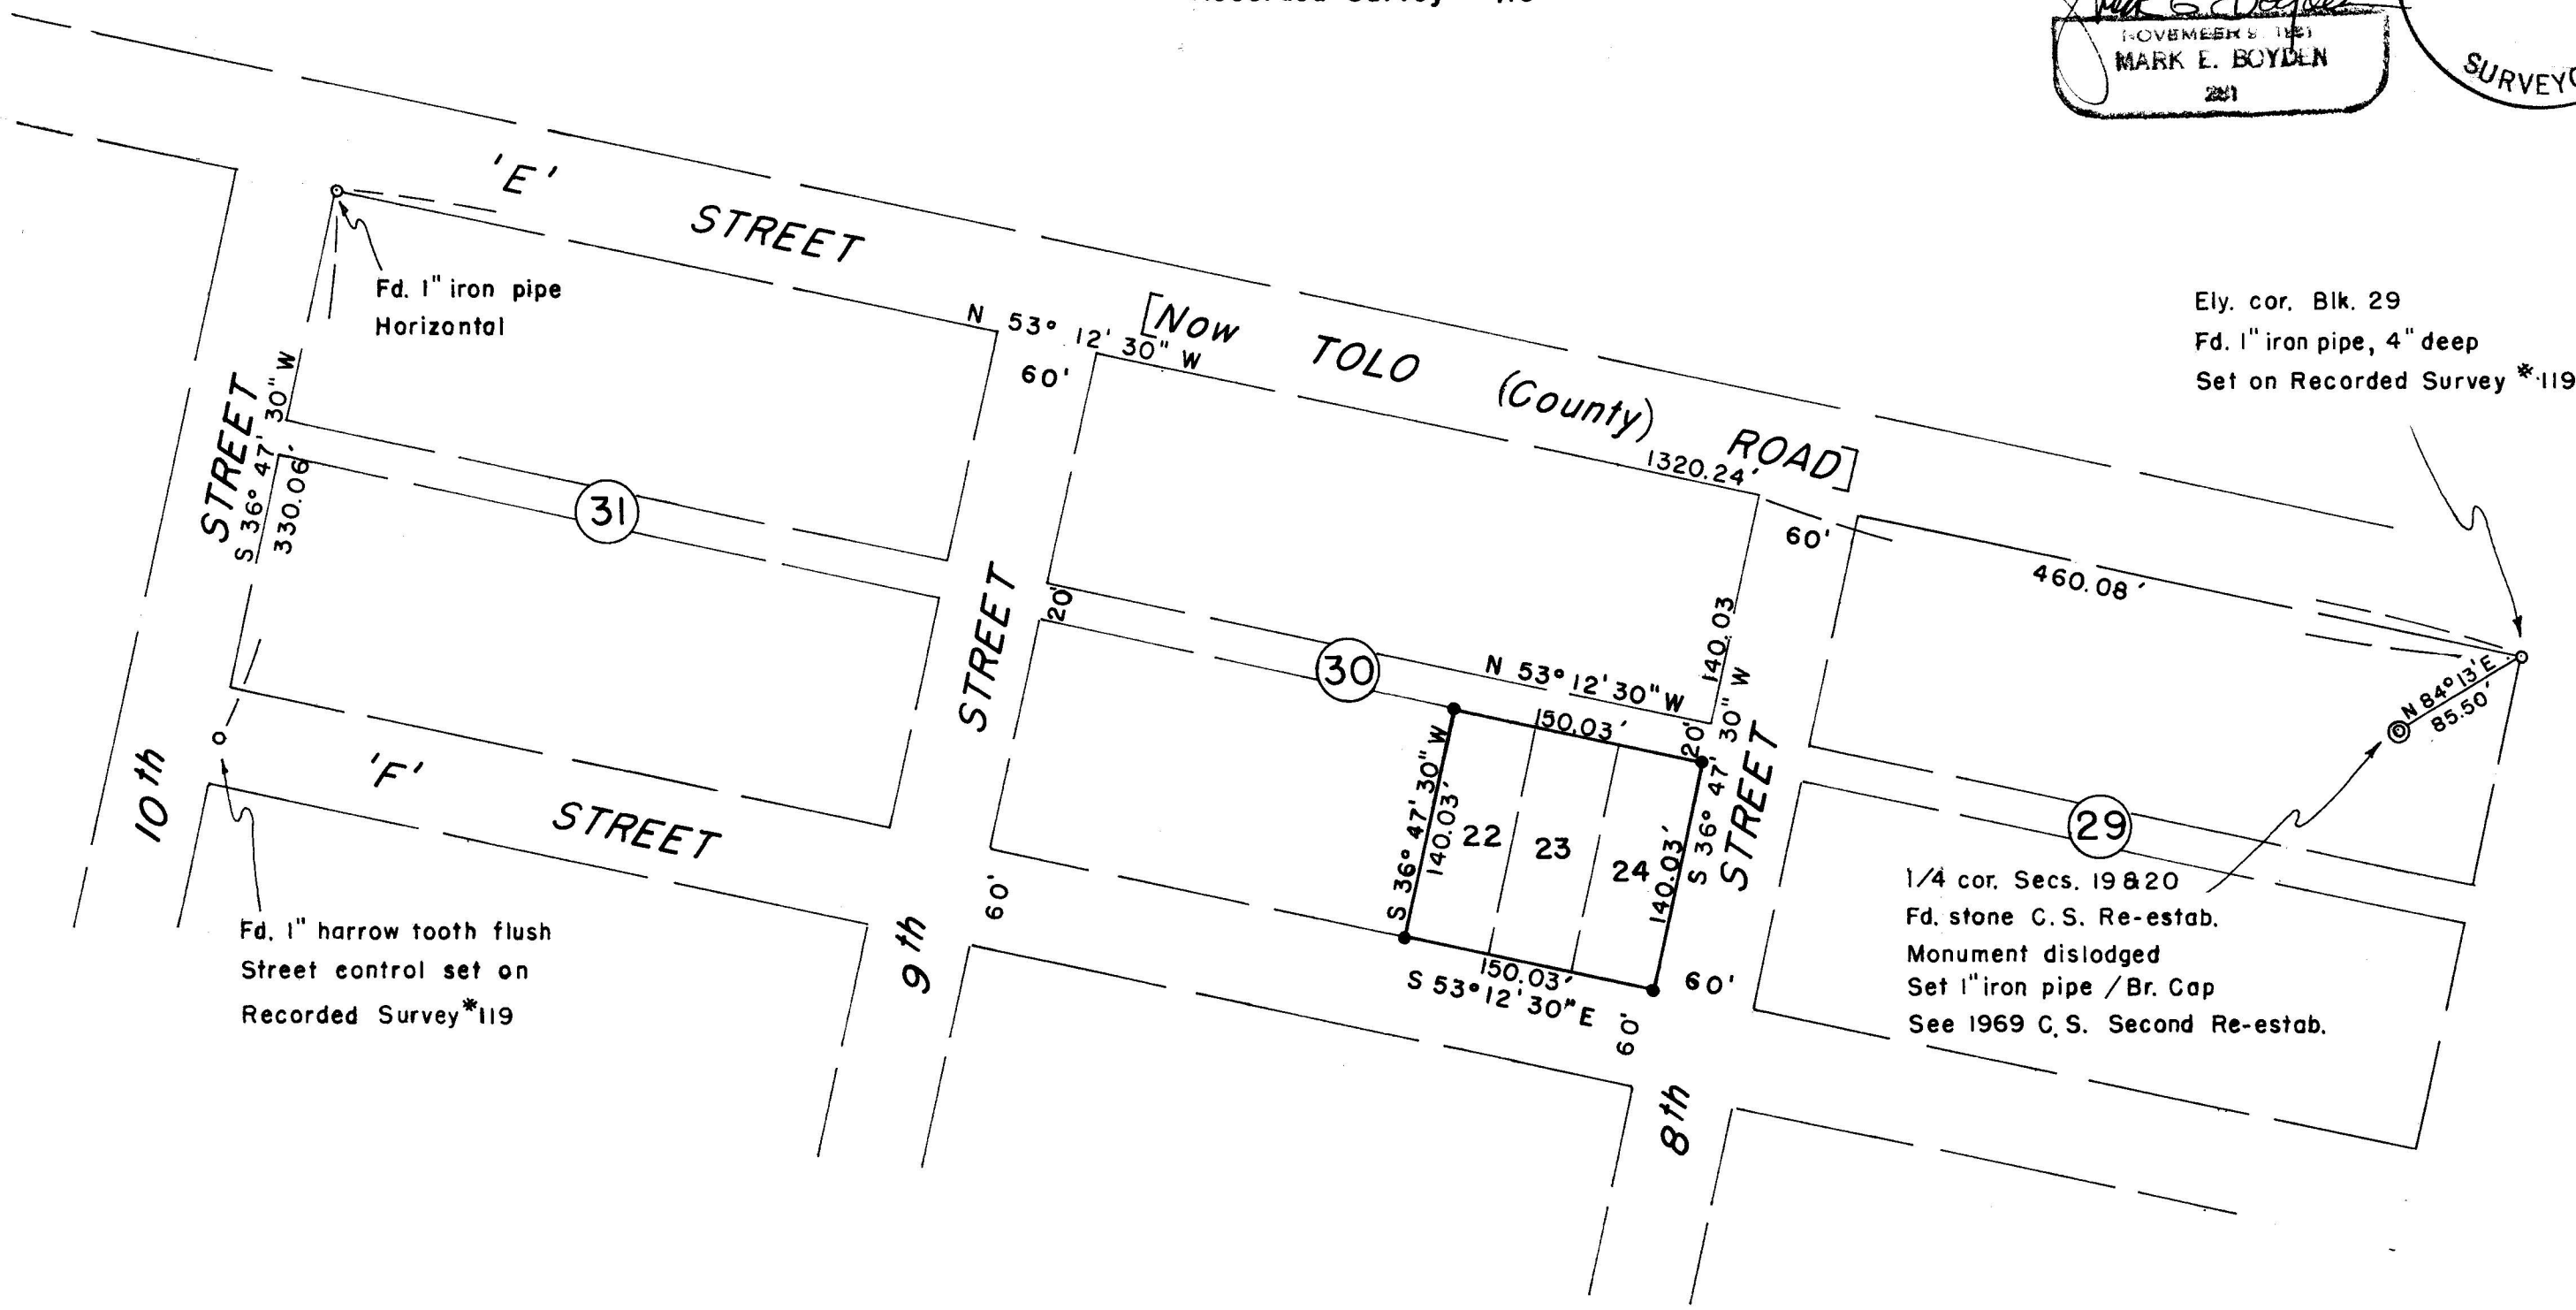 Recorded Survey
MARK E. BOYDEN
281
SURVEYO
'E' STREET
[Now TOLO (County) ROAD]
Fd. 1" iron pipe
Horizontal
N 53° 12' 30" W
60'
1320.24'
60'
460.08'
Ely. cor. Blk. 29
Fd. 1" iron pipe, 4" deep
Set on Recorded Survey #119
10th STREET
S 36° 47' 30" W
330.06'
31
9th STREET
20'
30
N 53° 12' 30" W
140.03
150.03'
20'
S 36° 47' 30" W
140.03'
22
23
24
140.03'
S 36° 47' 30" W
8th STREET
N 84° 13' E
85.50'
29
'F' STREET
60'
150.03'
S 53° 12' 30" E
60'
60'
Fd. 1" harrow tooth flush
Street control set on
Recorded Survey #119
1/4 cor. Secs. 19 & 20
Fd. stone C.S. Re-estab.
Monument dislodged
Set 1" iron pipe / Br. Cap
See 1969 C.S. Second Re-estab.